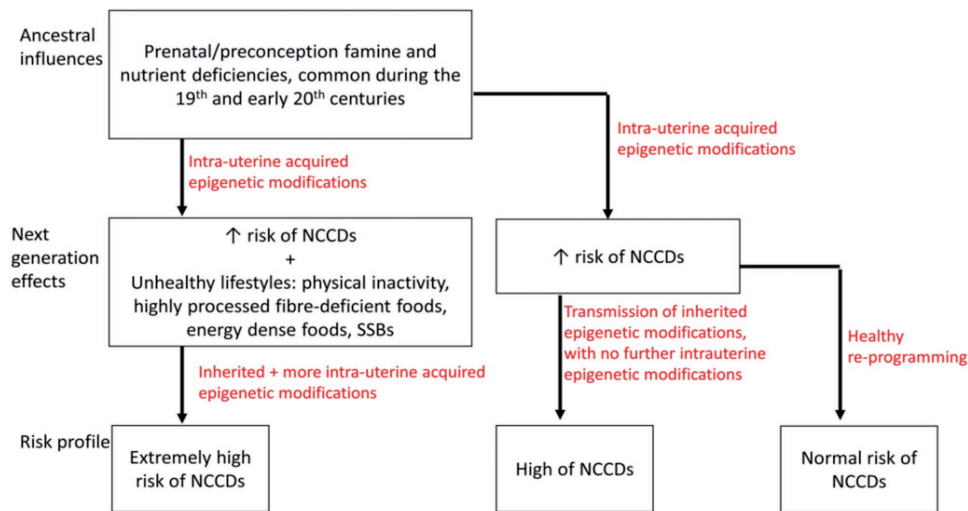 Ancestral
influences
Prenatal/preconception famine and
nutrient deficiencies, common during the
19th and early 20th centuries
Intra-uterine acquired
epigenetic modifications
Intra-uterine acquired
epigenetic modifications
Next
generation
effects
↑ risk of NCCDs
+
Unhealthy lifestyles: physical inactivity,
highly processed fibre-deficient foods,
energy dense foods, SSBs
↑ risk of NCCDs
Inherited + more intra-uterine acquired
epigenetic modifications
Transmission of inherited
epigenetic modifications,
with no further intrauterine
epigenetic modifications
Healthy
re-programming
Risk profile
Extremely high
risk of NCCDs
High of NCCDs
Normal risk of
NCCDs